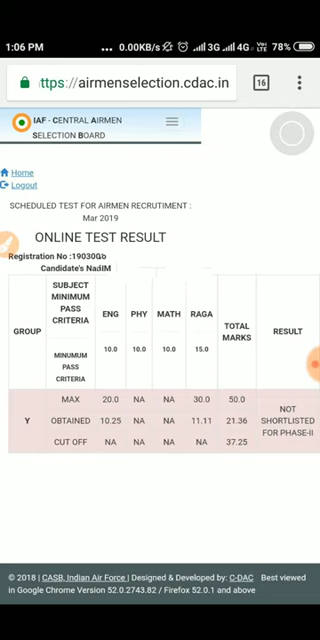 1:06 PM ... 0.00KB/s 3G 4G VoLTE 78%
ttps://airmenselection.cdac.in 16
IAF - CENTRAL AIRMEN
SELECTION BOARD
Home
Logout
SCHEDULED TEST FOR AIRMEN RECRUTIMENT :
Mar 2019
ONLINE TEST RESULT
Registration No :190300
Candidate's Na
GROUP SUBJECT MINIMUM PASS CRITERIA ENG PHY MATH RAGA TOTAL MARKS RESULT
MINUMUM PASS CRITERIA 10.0 10.0 10.0 15.0
Y MAX 20.0 NA NA 30.0 50.0 NOT SHORTLISTED FOR PHASE-II
OBTAINED 10.25 NA NA 11.11 21.36
CUT OFF NA NA NA NA 37.25
© 2018 | CASB, Indian Air Force | Designed & Developed by: C-DAC Best viewed
in Google Chrome Version 52.0.2743.82 / Firefox 52.0.1 and above